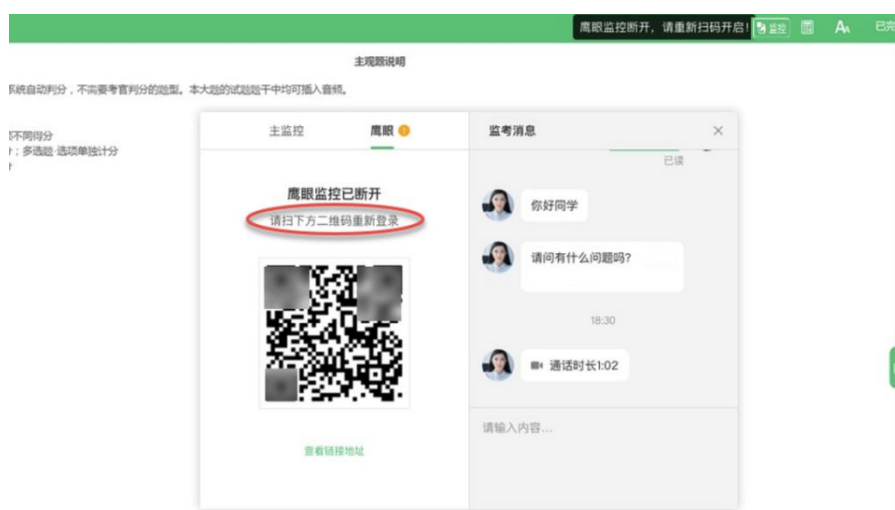 鹰眼监控断开，请重新扫码开启!
监控
AA
已完
主观题说明
系统自动判分，不需要考官判分的题型。本大题的试题题干中均可插入音频。
不同得分
；多选题-选项单独计分
主监控
鹰眼
鹰眼监控已断开
请扫下方二维码重新登录
查看链接地址
监考消息
已读
你好同学
请问有什么问题吗?
18:30
通话时长1:02
请输入内容...